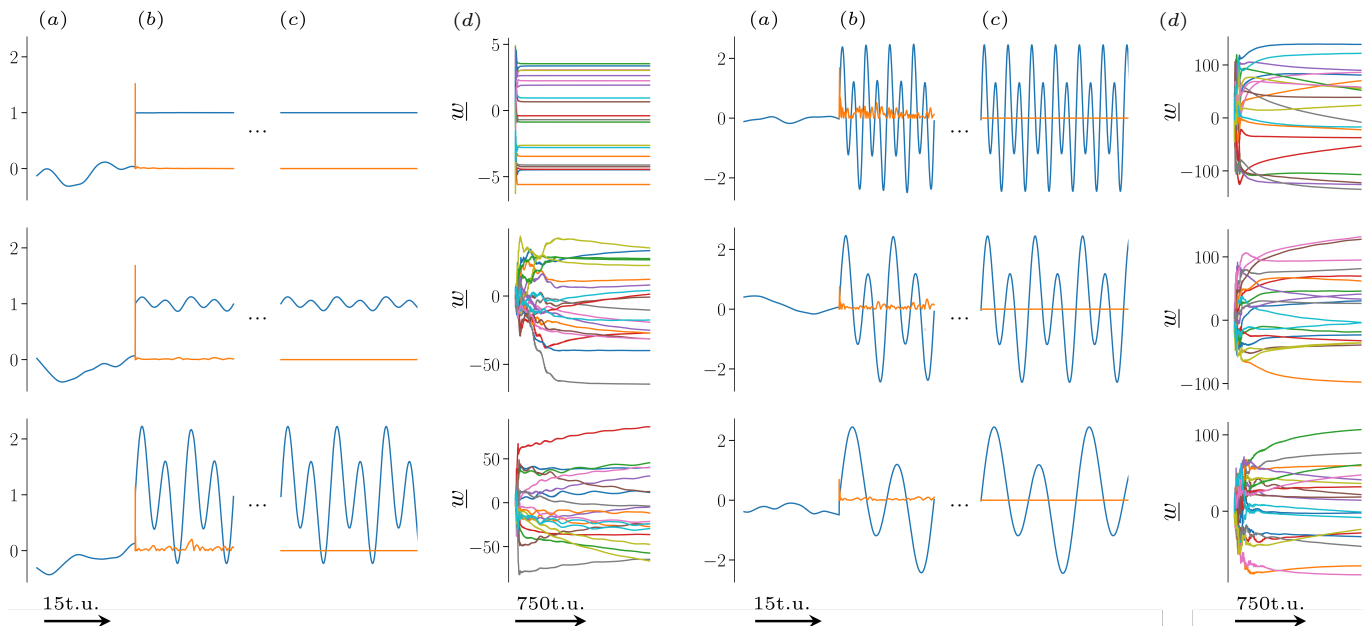 (a) (b) (c) (d) (a) (b) (c) (d)
2 1 0 ... 5 0 −5 w 2 0 −2 ... 100 0 −100 w
2 1 0 ... 0 −50 w 2 0 −2 ... 100 0 −100 w
2 1 0 ... 50 0 −50 w 2 0 −2 ... 100 0 w
15t.u. 750t.u. 15t.u. 750t.u.